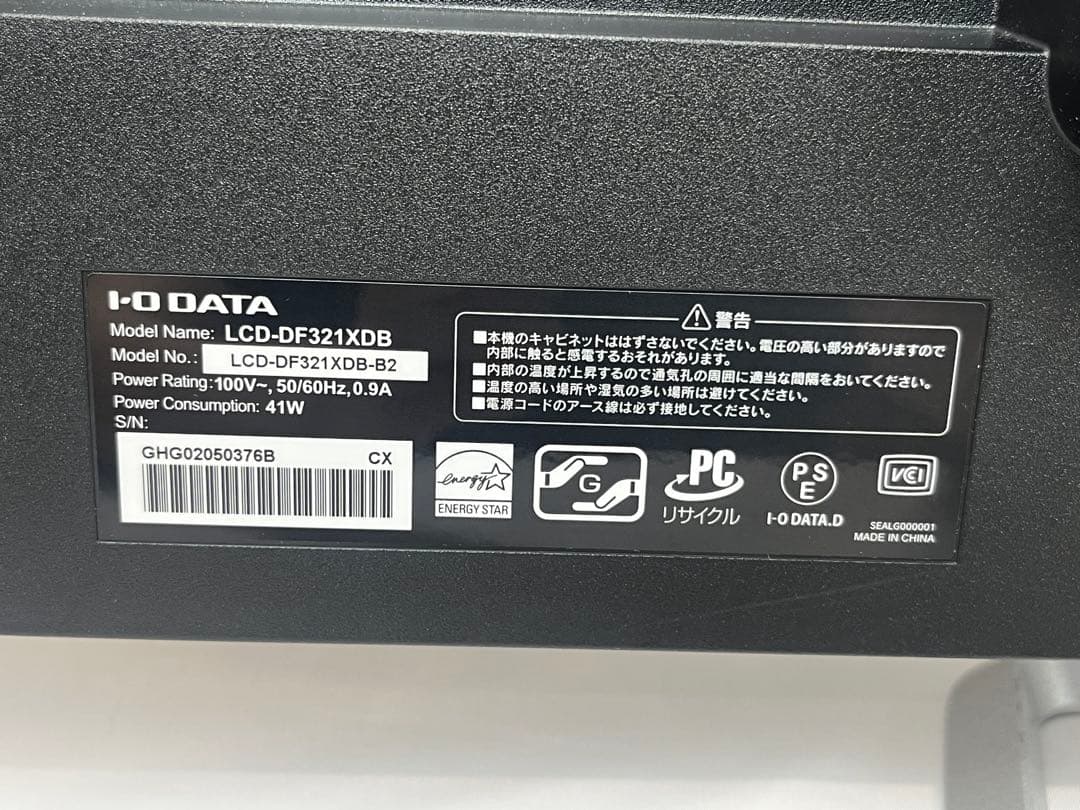 I-O DATA
Model Name: LCD-DF321XDB
Model No.: LCD-DF321XDB-B2
Power Rating: 100V~, 50/60Hz, 0.9A
Power Consumption: 41W
S/N:
GHG02050376B CX
警告
■本機のキャビネットははずさないでください。電圧の高い部分がありますので
内部に触ると感電するおそれがあります。
■内部の温度が上昇するので通気孔の周囲に適当な間隔をおいてください。
■温度の高い場所や湿気の多い場所は避けてください。
■電源コードのアース線は必ず接地してください。
energy
ENERGY STAR
G
PC
リサイクル
PS
E
I-O DATA.D
VCI
SEALG000001
MADE IN CHINA